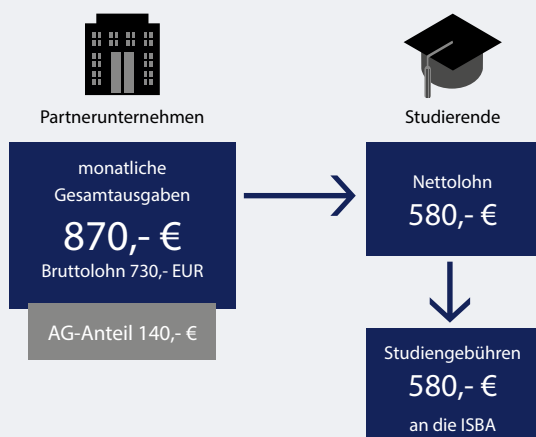 Partnerunternehmen
monatliche
Gesamtausgaben
870,- €
Bruttolohn 730,- EUR
AG-Anteil 140,- €
Studierende
Nettolohn
580,- €
Studiengebühren
580,- €
an die ISBA